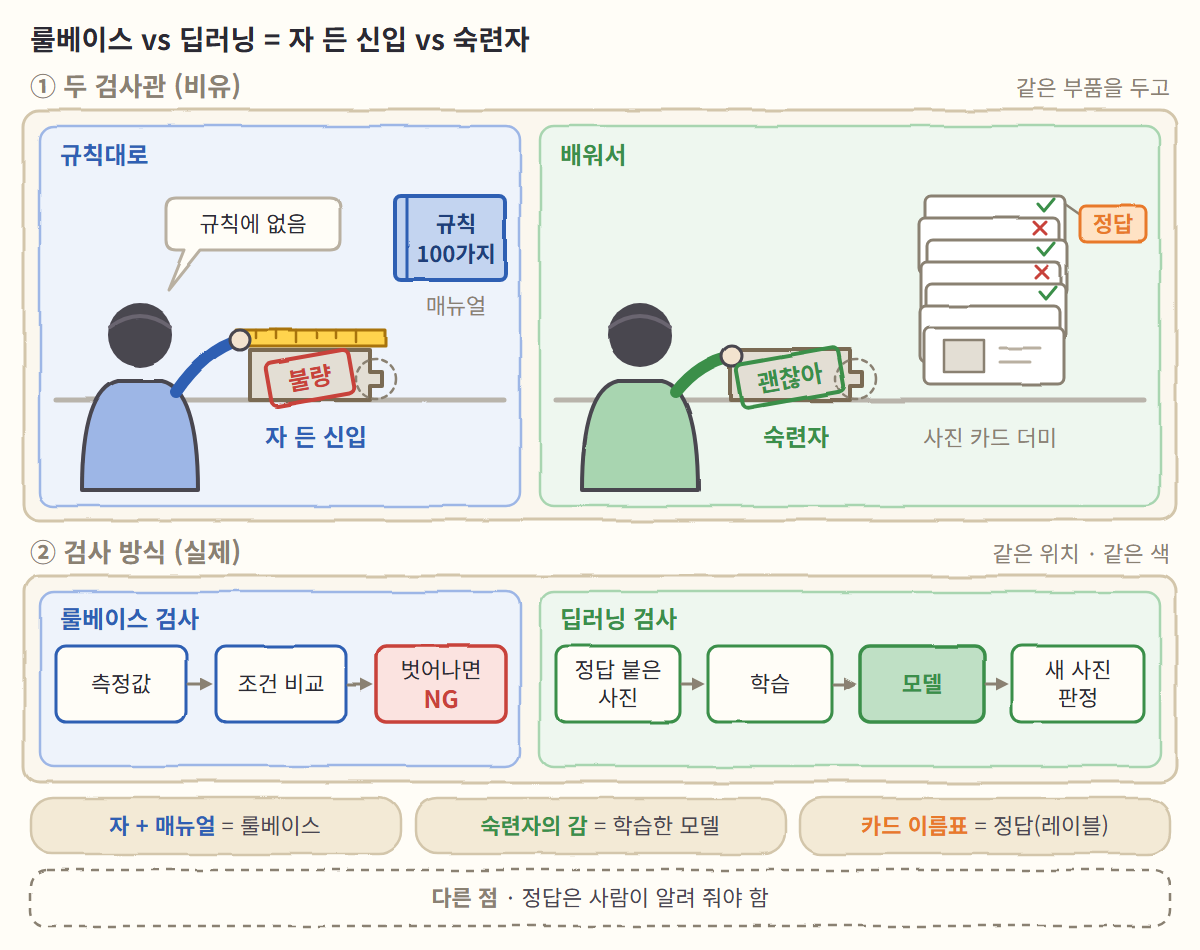 룰베이스 vs 딥러닝 = 자 든 신입 vs 숙련자
① 두 검사관 (비유)
같은 부품을 두고
규칙대로
규칙에 없음
규칙
100가지
매뉴얼
불량
자 든 신입
배워서
정답
괜찮아
숙련자
사진 카드 더미
② 검사 방식 (실제)
같은 위치 · 같은 색
룰베이스 검사
측정값
조건 비교
벗어나면
NG
딥러닝 검사
정답 붙은
사진
학습
모델
새 사진
판정
자 + 매뉴얼 = 룰베이스
숙련자의 감 = 학습한 모델
카드 이름표 = 정답(레이블)
다른 점 · 정답은 사람이 알려 줘야 함